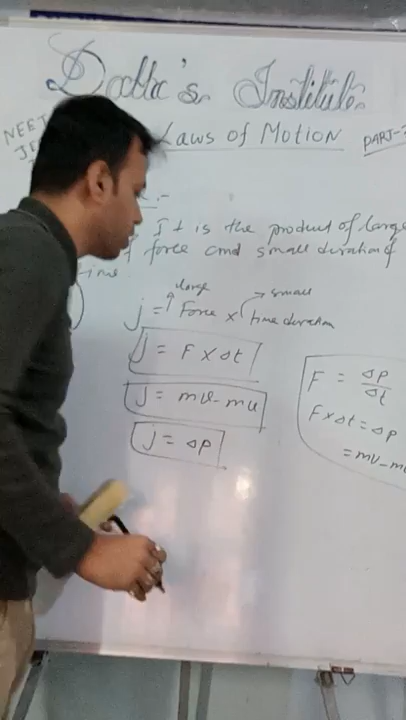 Institute
NEET
Laws of Motion PART-
:-
It is the product of large
force and small duration of
time
large
small
J = Force × time duration
J = F × Δt
J = mv - mu
J = Δp
F = Δp/Δt
F × Δt = Δp
= mv - mu